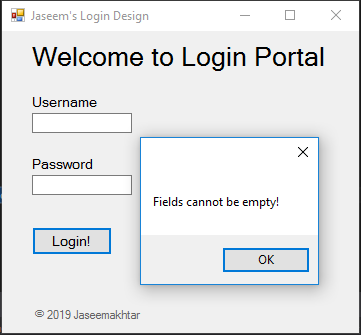 Jaseem's Login Design
Welcome to Login Portal
Username
Password
Fields cannot be empty!
OK
Login!
© 2019 Jaseemakhtar